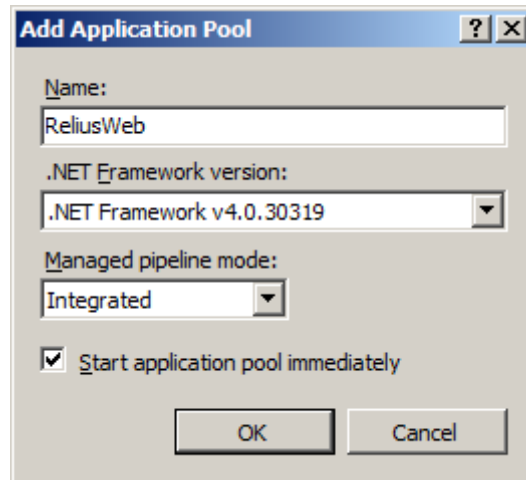 Add Application Pool
Name:
ReliusWeb
.NET Framework version:
.NET Framework v4.0.30319
Managed pipeline mode:
Integrated
Start application pool immediately
OK Cancel